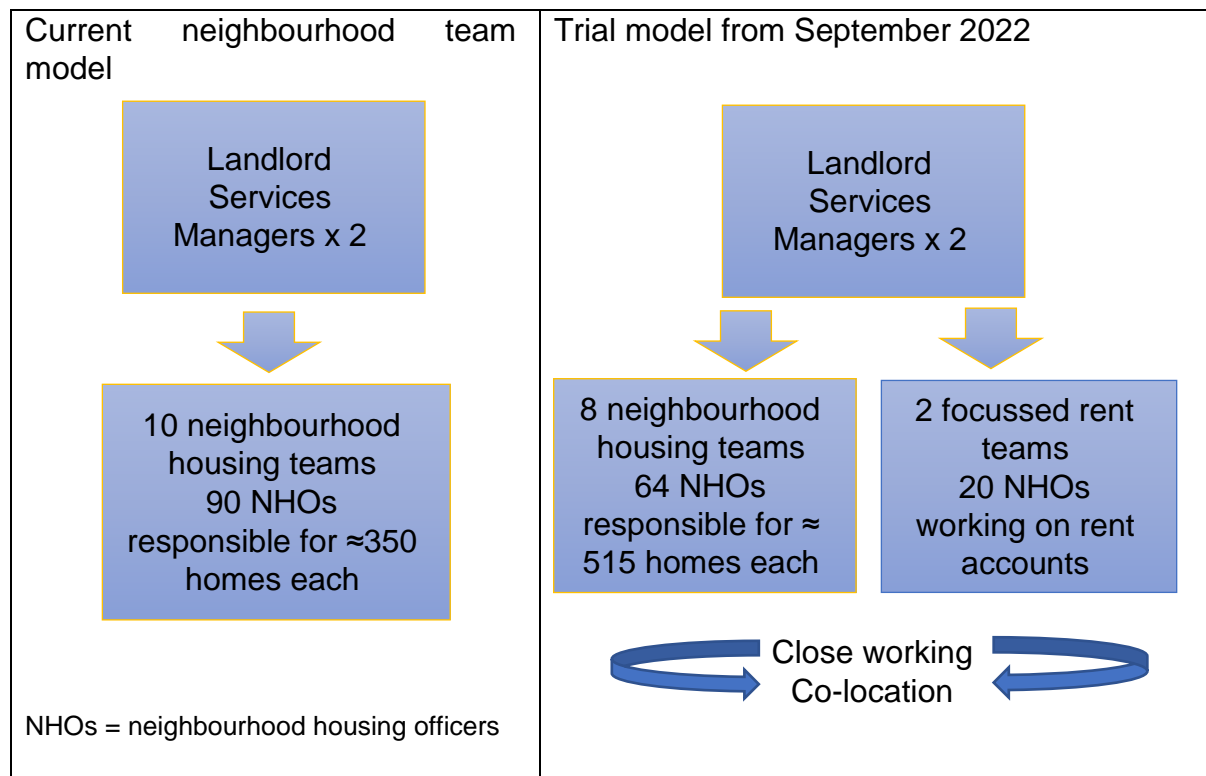 Current neighbourhood team
model
Landlord
Services
Managers x 2
10 neighbourhood
housing teams
90 NHOs
responsible for ≈350
homes each
NHOs = neighbourhood housing officers
Trial model from September 2022
Landlord
Services
Managers x 2
8 neighbourhood
housing teams
64 NHOs
responsible for ≈
515 homes each
2 focussed rent
teams
20 NHOs
working on rent
accounts
Close working
Co-location